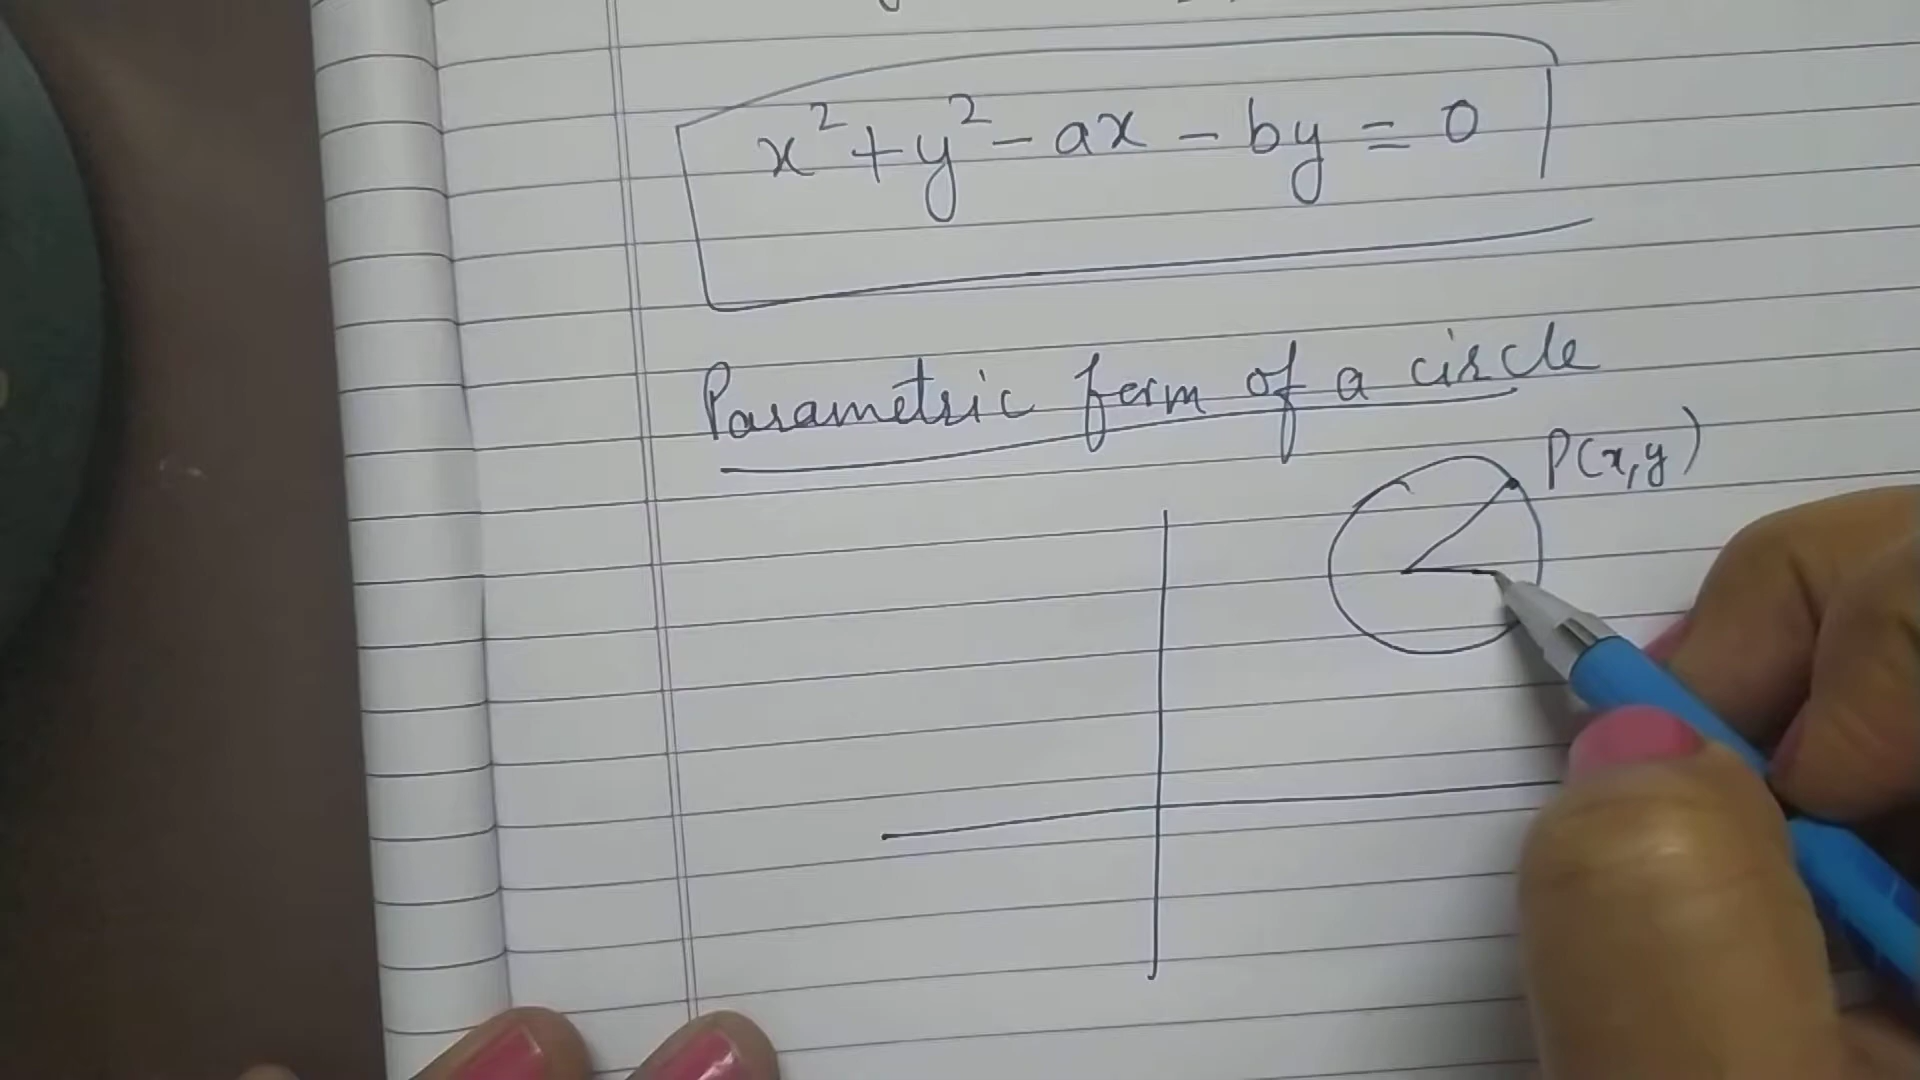 x²+y²-ax-by=0
Parametric form of a circle
P(x,y)